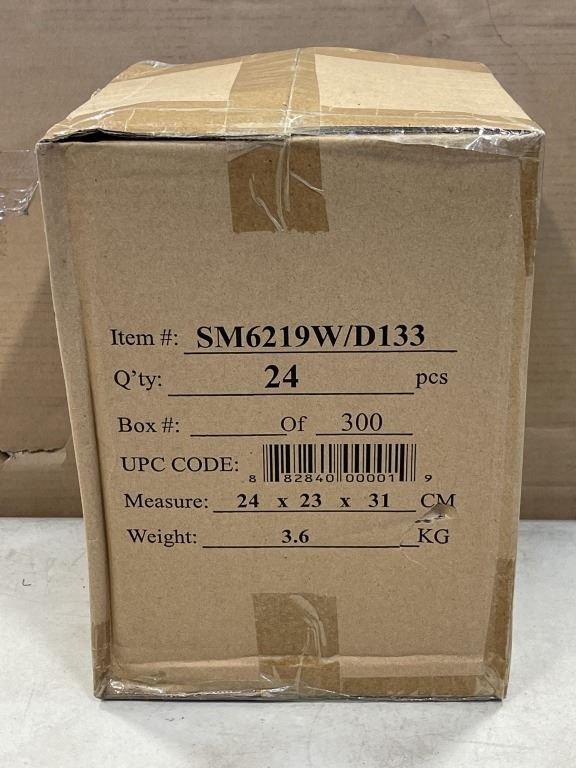 Item #: SM6219W/D133
Q'ty: 24 pcs
Box #: Of 300
UPC CODE:
8 82840 00001 9
Measure: 24 x 23 x 31 CM
Weight: 3.6 KG